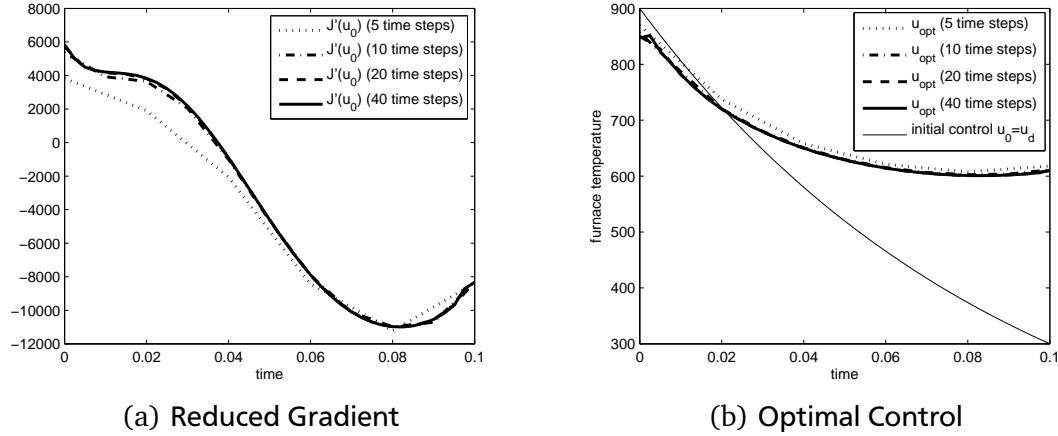 8000
6000
4000
2000
0
−2000
−4000
−6000
−8000
−10000
−12000
0
0.02
0.04
0.06
0.08
0.1
time
J'(u0) (5 time steps)
J'(u0) (10 time steps)
J'(u0) (20 time steps)
J'(u0) (40 time steps)
(a) Reduced Gradient
900
800
700
600
500
400
300
furnace temperature
0
0.02
0.04
0.06
0.08
0.1
time
uopt (5 time steps)
uopt (10 time steps)
uopt (20 time steps)
uopt (40 time steps)
initial control u0=ud
(b) Optimal Control